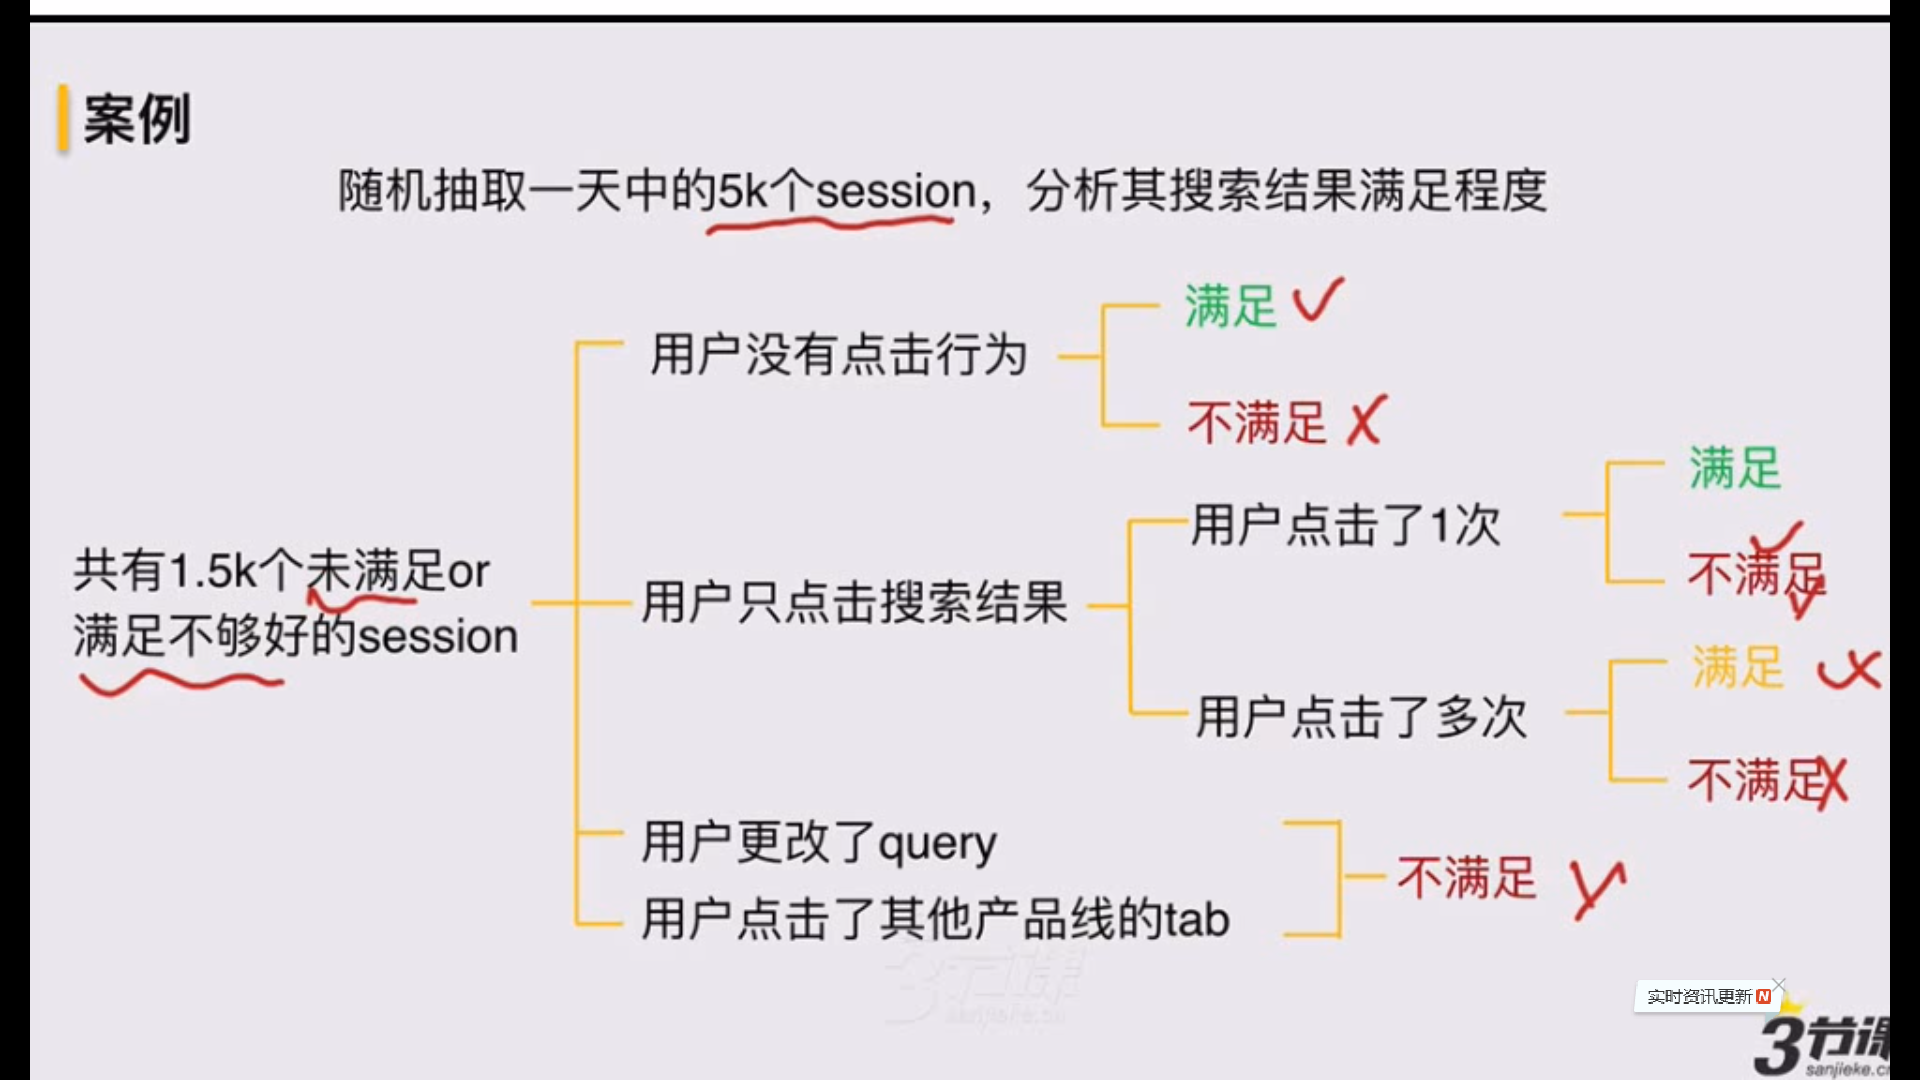 案例
随机抽取一天中的5k个session，分析其搜索结果满足程度
满足
用户没有点击行为
不满足
满足
用户点击了1次
共有1.5k个未满足or
满足不够好的session
用户只点击搜索结果
不满足
满足
用户点击了多次
不满足
用户更改了query
用户点击了其他产品线的tab
不满足
3节课
sanjieke.cn
实时资讯更新 N
3节课
sanjieke.c